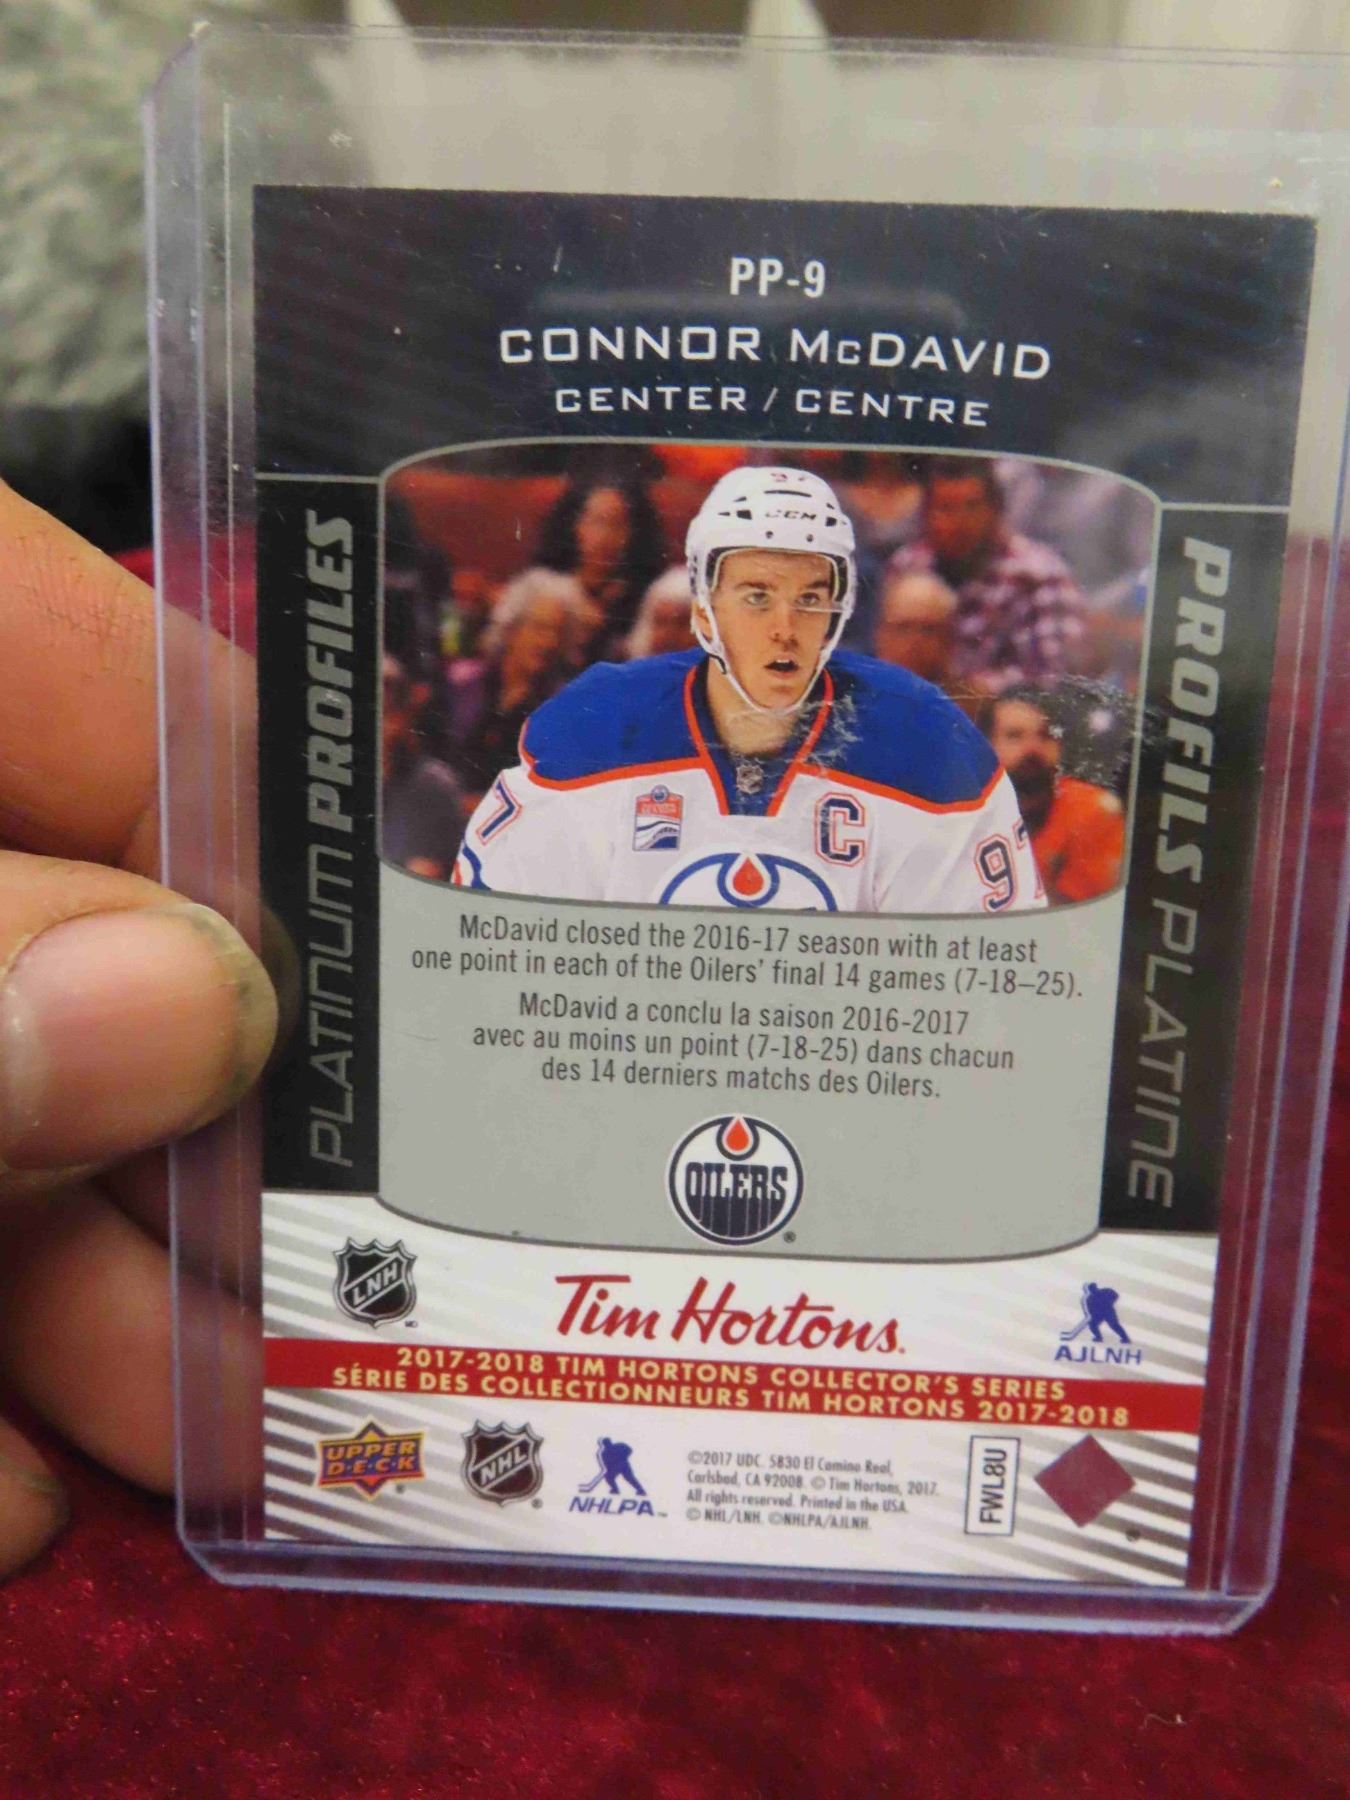 PP-9
CONNOR McDAVID
CENTER / CENTRE
PLATINUM PROFILES
PROFILS PLATINE
97
CCM
C
97
McDavid closed the 2016-17 season with at least
one point in each of the Oilers' final 14 games (7-18–25).
McDavid a conclu la saison 2016-2017
avec au moins un point (7-18-25) dans chacun
des 14 derniers matchs des Oilers.
OILERS ®
LNH
Tim Hortons.
AJLNH
2017-2018 TIM HORTONS COLLECTOR'S SERIES
SÉRIE DES COLLECTIONNEURS TIM HORTONS 2017-2018
UPPER
D·E·C·K
NHL
NHLPA™
©2017 UDC. 5830 El Camino Real,
Carlsbad, CA 92008. © Tim Hortons, 2017.
All rights reserved. Printed in the USA.
© NHL/LNH. ©NHLPA/AJLNH.
FWL8U